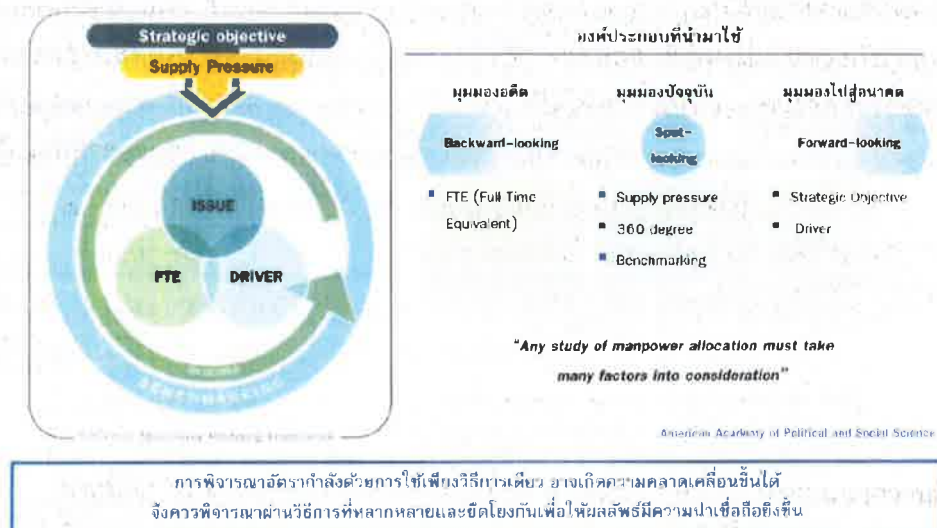 Strategic objective
Supply Pressure
ISSUE
FTE
DRIVER
BENCHMARKING
องค์ประกอบที่นำมาใช้
มุมมองอดีต
มุมมองปัจจุบัน
มุมมองไปสู่อนาคต
Backward-looking
Spot-
looking
Forward-looking
▪ FTE (Full Time
Equivalent)
▪ Supply pressure
▪ 360 degree
▪ Benchmarking
▪ Strategic Objective
▪ Driver
"Any study of manpower allocation must take
many factors into consideration"
American Academy of Political and Social Science
การพิจารณาอัตรากำลังด้วยการใช้เพียงวิธีการเดียว อาจเกิดความคลาดเคลื่อนขึ้นได้
จึงควรพิจารณาผ่านวิธีการที่หลากหลายและยึดโยงกันเพื่อให้ผลลัพธ์มีความน่าเชื่อถือยิ่งขึ้น